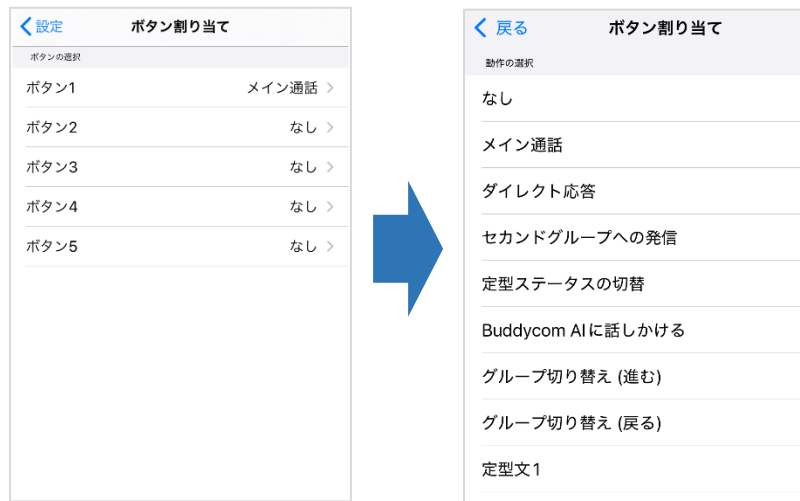 設定
ボタン割り当て
ボタンの選択
ボタン1 メイン通話
ボタン2 なし
ボタン3 なし
ボタン4 なし
ボタン5 なし
戻る
ボタン割り当て
動作の選択
なし
メイン通話
ダイレクト応答
セカンドグループへの発信
定型ステータスの切替
Buddycom AIに話しかける
グループ切り替え (進む)
グループ切り替え (戻る)
定型文1